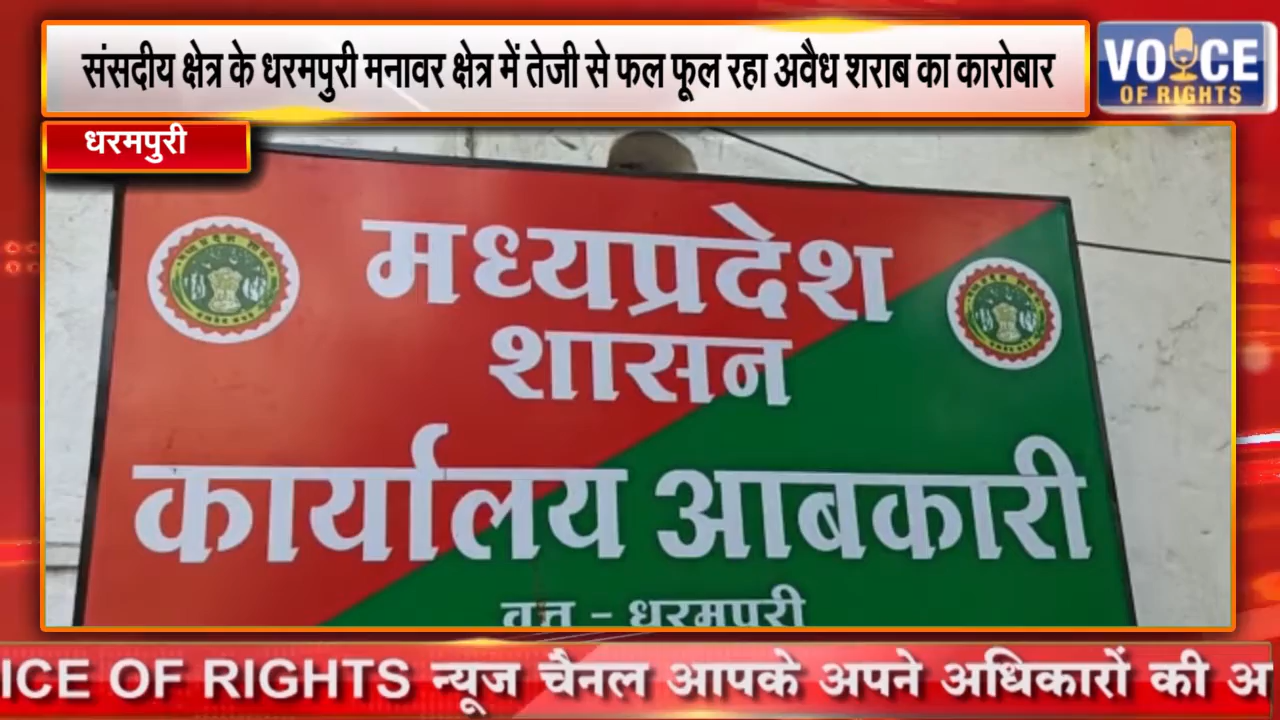 संसदीय क्षेत्र के धरमपुरी मनावर क्षेत्र में तेजी से फल फूल रहा अवैध शराब का कारोबार
VOICE
OF RIGHTS
धरमपुरी
मध्यप्रदेश
शासन
कार्यालय आबकारी
वृत्त - धरमपुरी
ICE OF RIGHTS न्यूज चैनल आपके अपने अधिकारों की अ